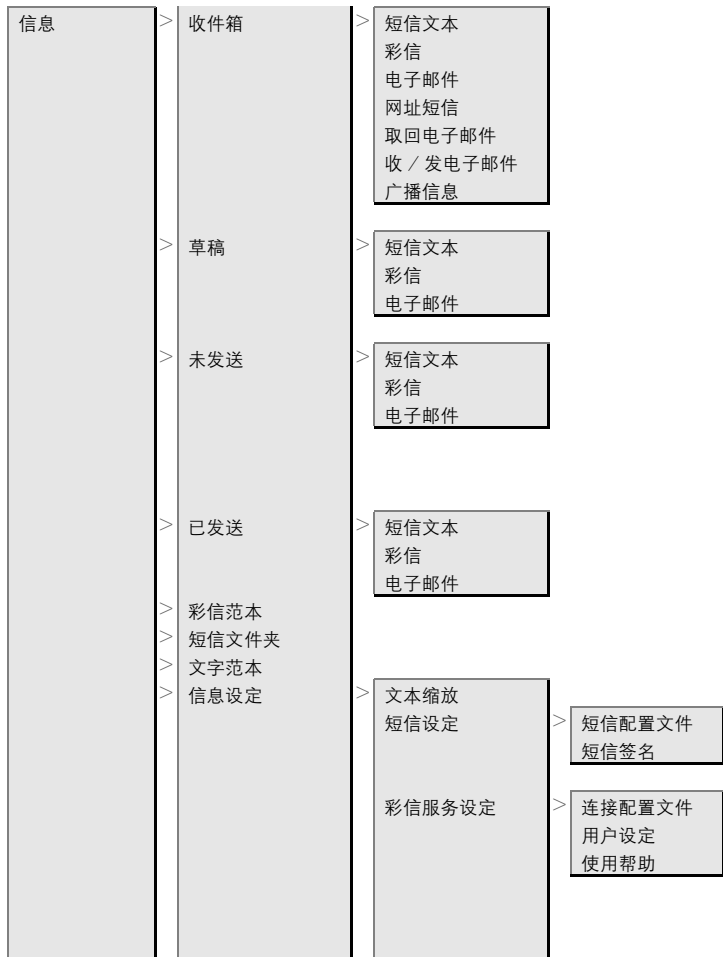 信息
> 收件箱
> 短信文本
彩信
电子邮件
网址短信
取回电子邮件
收 / 发电子邮件
广播信息
> 草稿
> 短信文本
彩信
电子邮件
> 未发送
> 短信文本
彩信
电子邮件
> 已发送
> 短信文本
彩信
电子邮件
> 彩信范本
> 短信文件夹
> 文字范本
> 信息设定
> 文本缩放
短信设定
> 短信配置文件
短信签名
彩信服务设定
> 连接配置文件
用户设定
使用帮助